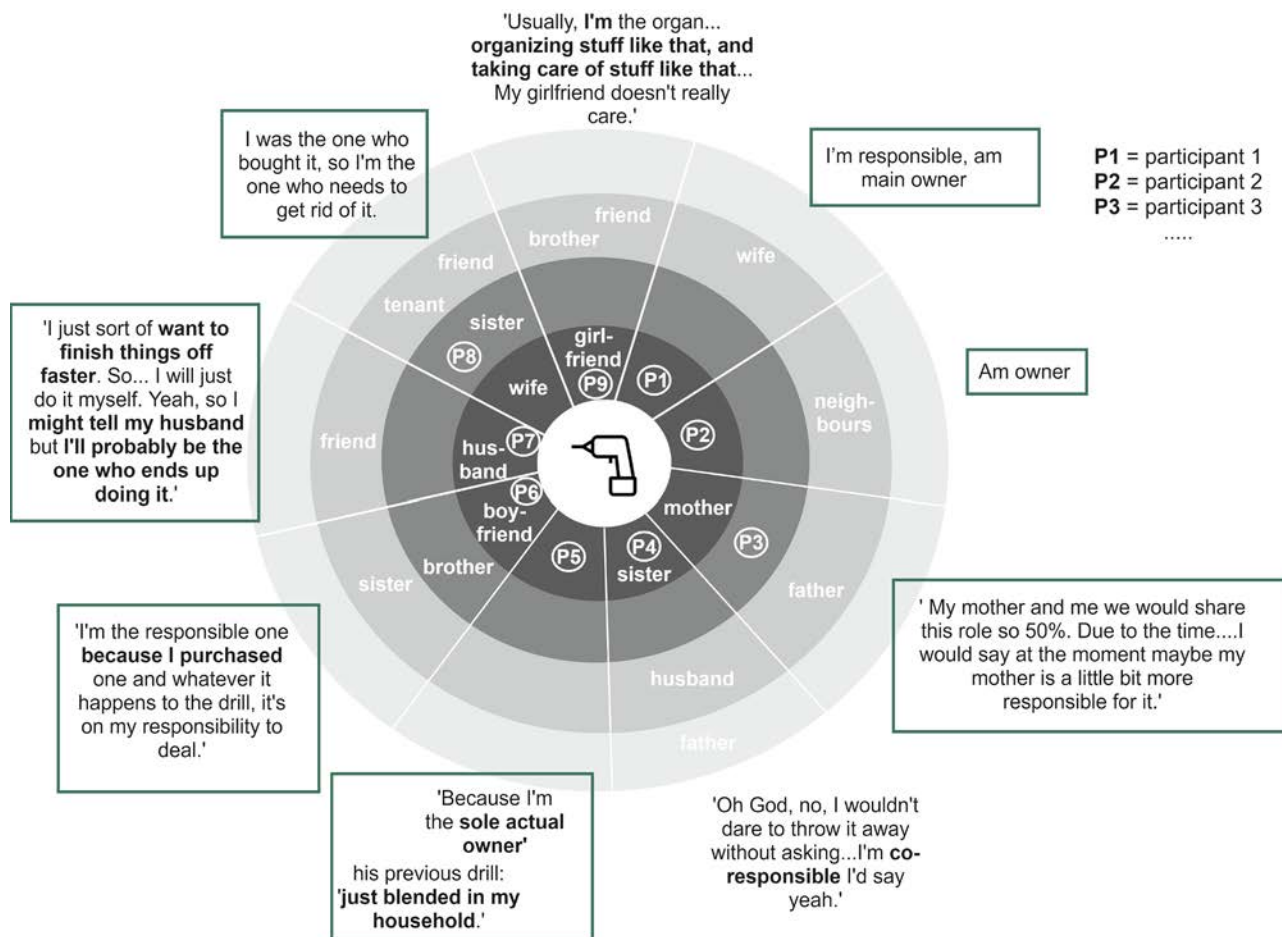 'Usually, I'm the organ...
organizing stuff like that, and
taking care of stuff like that...
My girlfriend doesn't really
care.'
I was the one who
bought it, so I'm the
one who needs to
get rid of it.
I'm responsible, am
main owner
P1 = participant 1
P2 = participant 2
P3 = participant 3
.....
friend
brother
wife
friend
tenant
sister
P8
girl-
friend
P9
P1
wife
'I just sort of want to
finish things off
faster. So... I will just
do it myself. Yeah, so I
might tell my husband
but I'll probably be the
one who ends up
doing it.'
Am owner
neigh-
bours
P2
friend
P7
hus-
band
P6
boy-
friend
mother
P3
P4
sister
P5
brother
sister
father
husband
father
' My mother and me we would share
this role so 50%. Due to the time....I
would say at the moment maybe my
mother is a little bit more
responsible for it.'
'I'm the responsible one
because I purchased
one and whatever it
happens to the drill, it's
on my responsibility to
deal.'
'Because I'm
the sole actual
owner'
his previous drill:
'just blended in my
household.'
'Oh God, no, I wouldn't
dare to throw it away
without asking...I'm co-
responsible I'd say
yeah.'